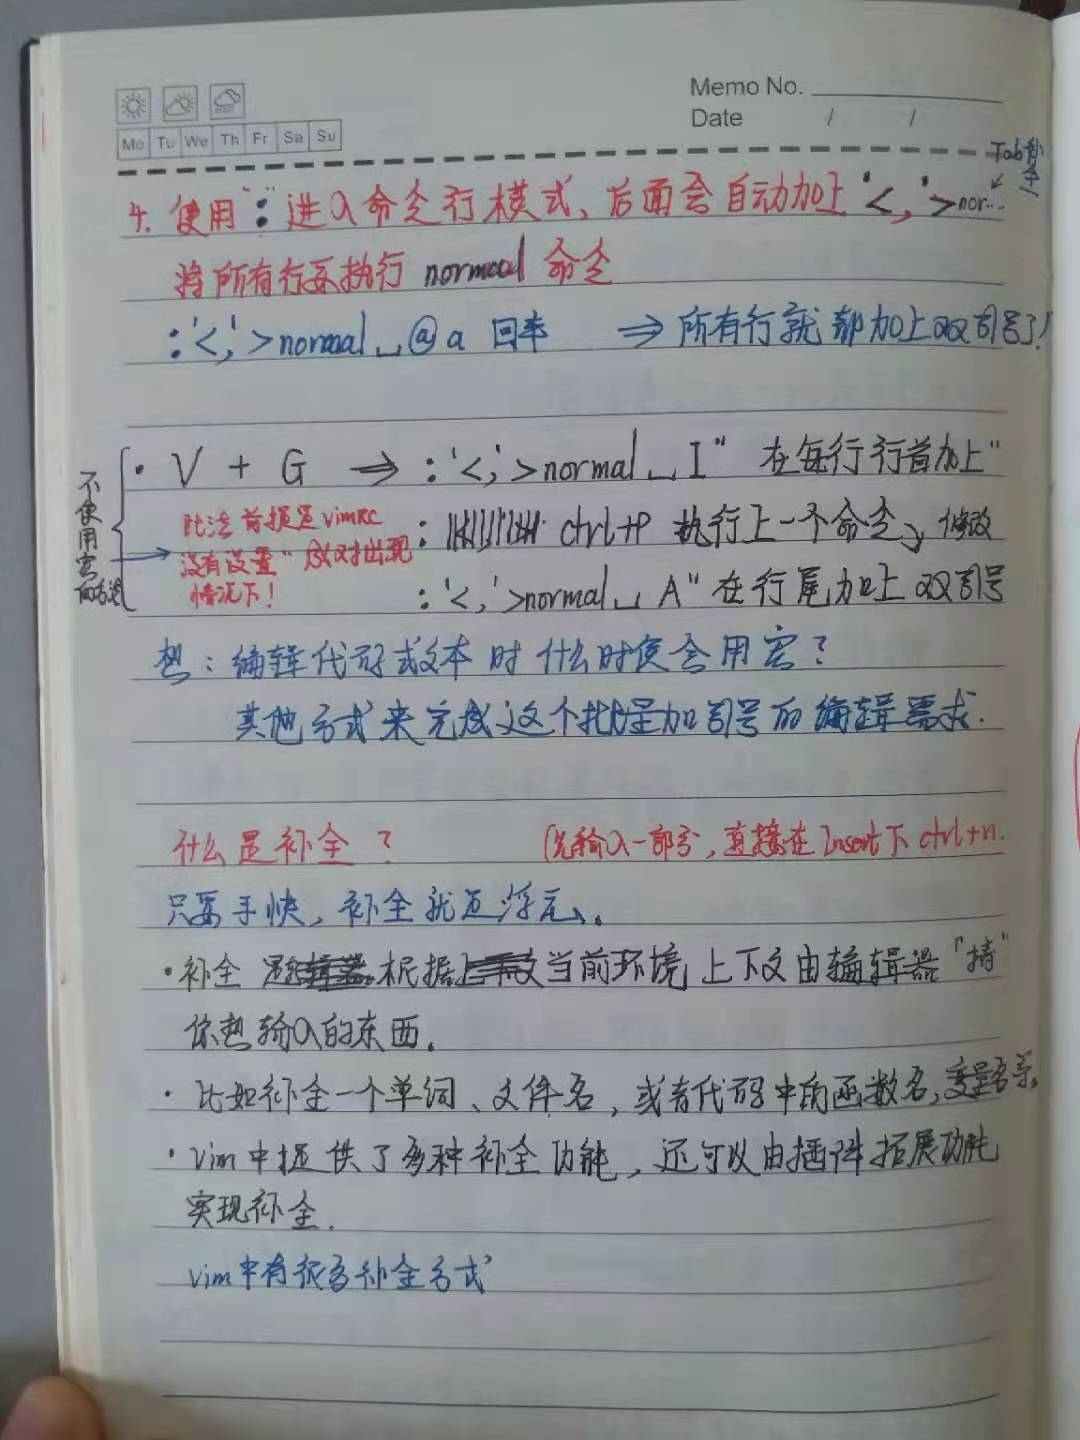 Memo No.
Date / /
Mo Tu We Th Fr Sa Su
Tab补全
4. 使用":"进入命令行模式、后面会自动加上'<,'>nor...
将所有行系执行 normal 命令
:'<,'>normal␣@a 回车 ⇒ 所有行就都加上双引号了!
不使用宏的方法
· V + G ⇒ :'<,'>normal␣I" 在每行行首加上"
此法前提是vimRC
没有设置"成对出现
情况下!
: ctrl+P 执行上一个命令, 修改
:'<,'>normal␣A" 在行尾加上双引号
想: 编辑代码或文本时什么时侯会用宏?
其他方式来完成这个批量加引号的编辑需求.
什么是补全? (先输入一部分, 直接在Insert下ctrl+n.
只要手快, 补全就是浮云。
·补全 根据当前环境上下文由编辑器"猜"
你想输入的东西.
· 比如补全一个单词、文件名, 或者代码中的函数名,变量名等.
· Vim中提供了多种补全功能, 还可以由插件拓展功能
实现补全.
Vim中有很多补全方式